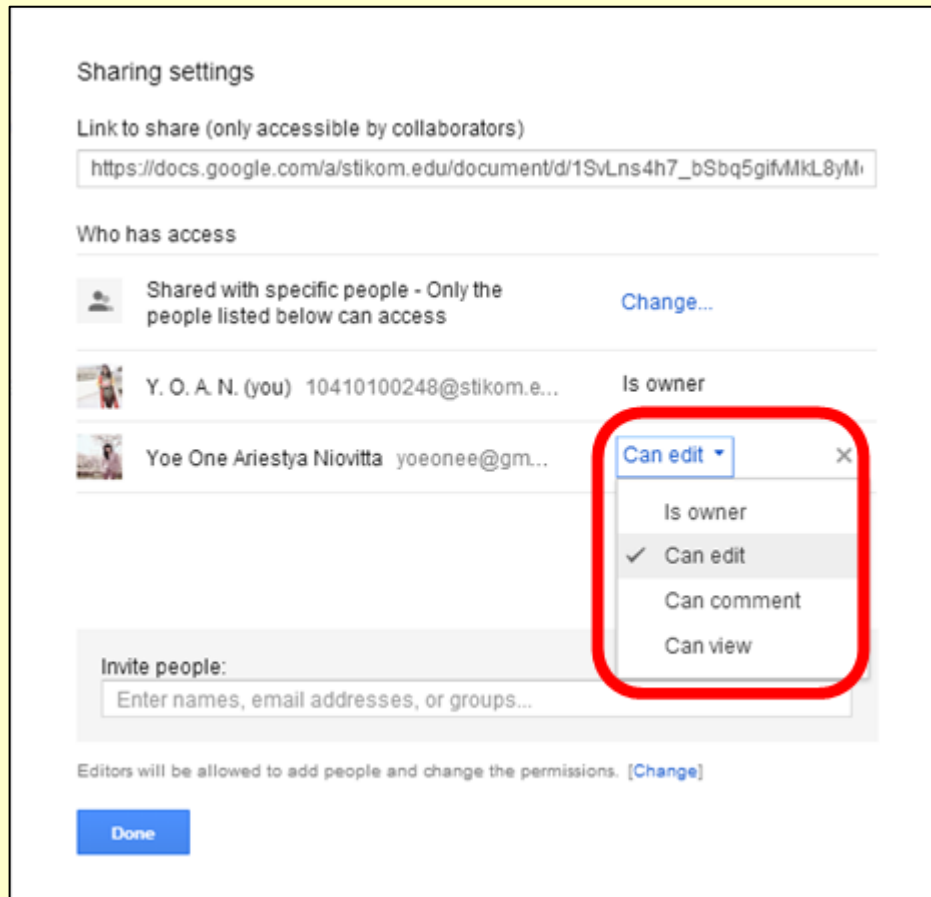 Sharing settings
Link to share (only accessible by collaborators)
https://docs.google.com/a/stikom.edu/document/d/1SvLns4h7_bSbq5gifvMkL8yM
Who has access
Shared with specific people - Only the
people listed below can access
Change...
Y. O. A. N. (you) 10410100248@stikom.e... Is owner
Yoe One Ariestya Niovitta yoeonee@gm... Can edit
Is owner
Can edit
Can comment
Can view
Invite people:
Enter names, email addresses, or groups...
Editors will be allowed to add people and change the permissions. [Change]
Done